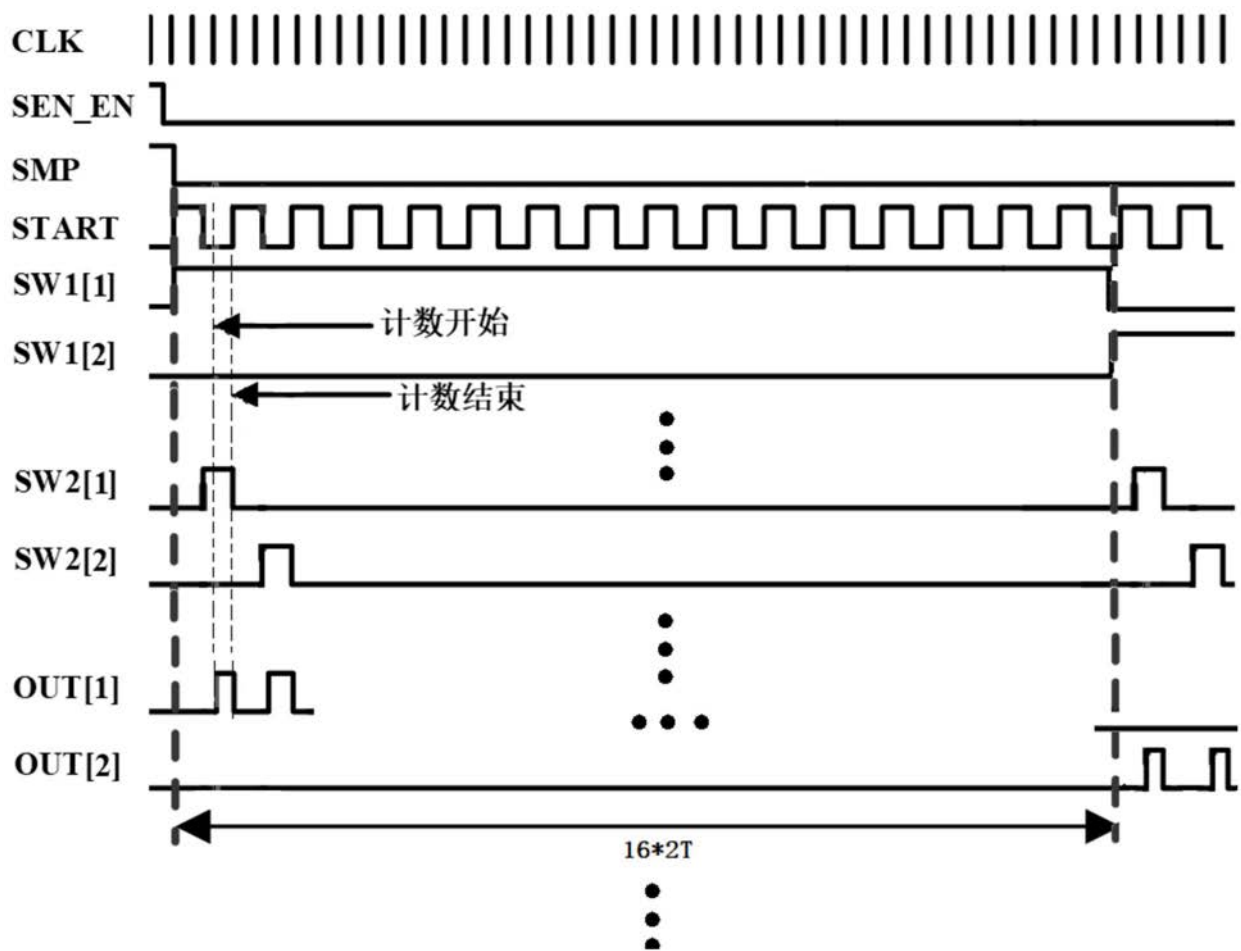 CLK
SEN_EN
SMP
START
SW1[1]
计数开始
SW1[2]
计数结束
SW2[1]
SW2[2]
OUT[1]
OUT[2]
16*2T